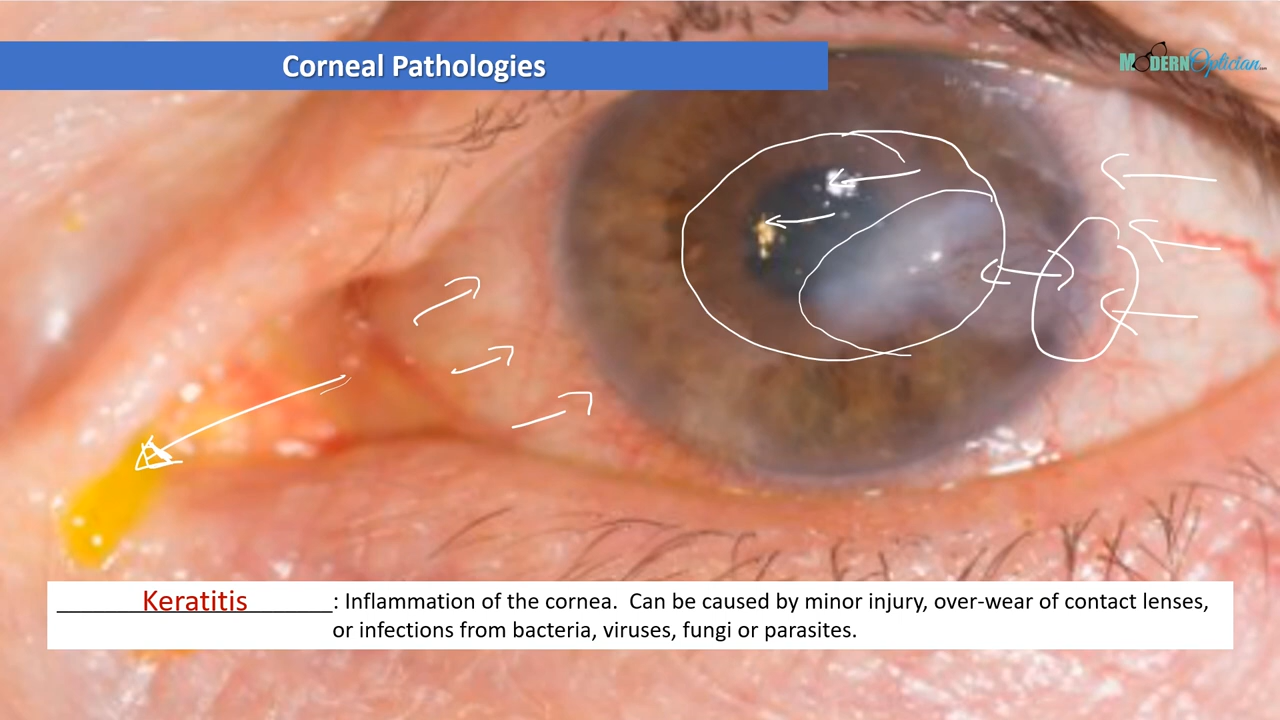 Corneal Pathologies
MODERNOptician.com
Keratitis : Inflammation of the cornea. Can be caused by minor injury, over-wear of contact lenses,
or infections from bacteria, viruses, fungi or parasites.